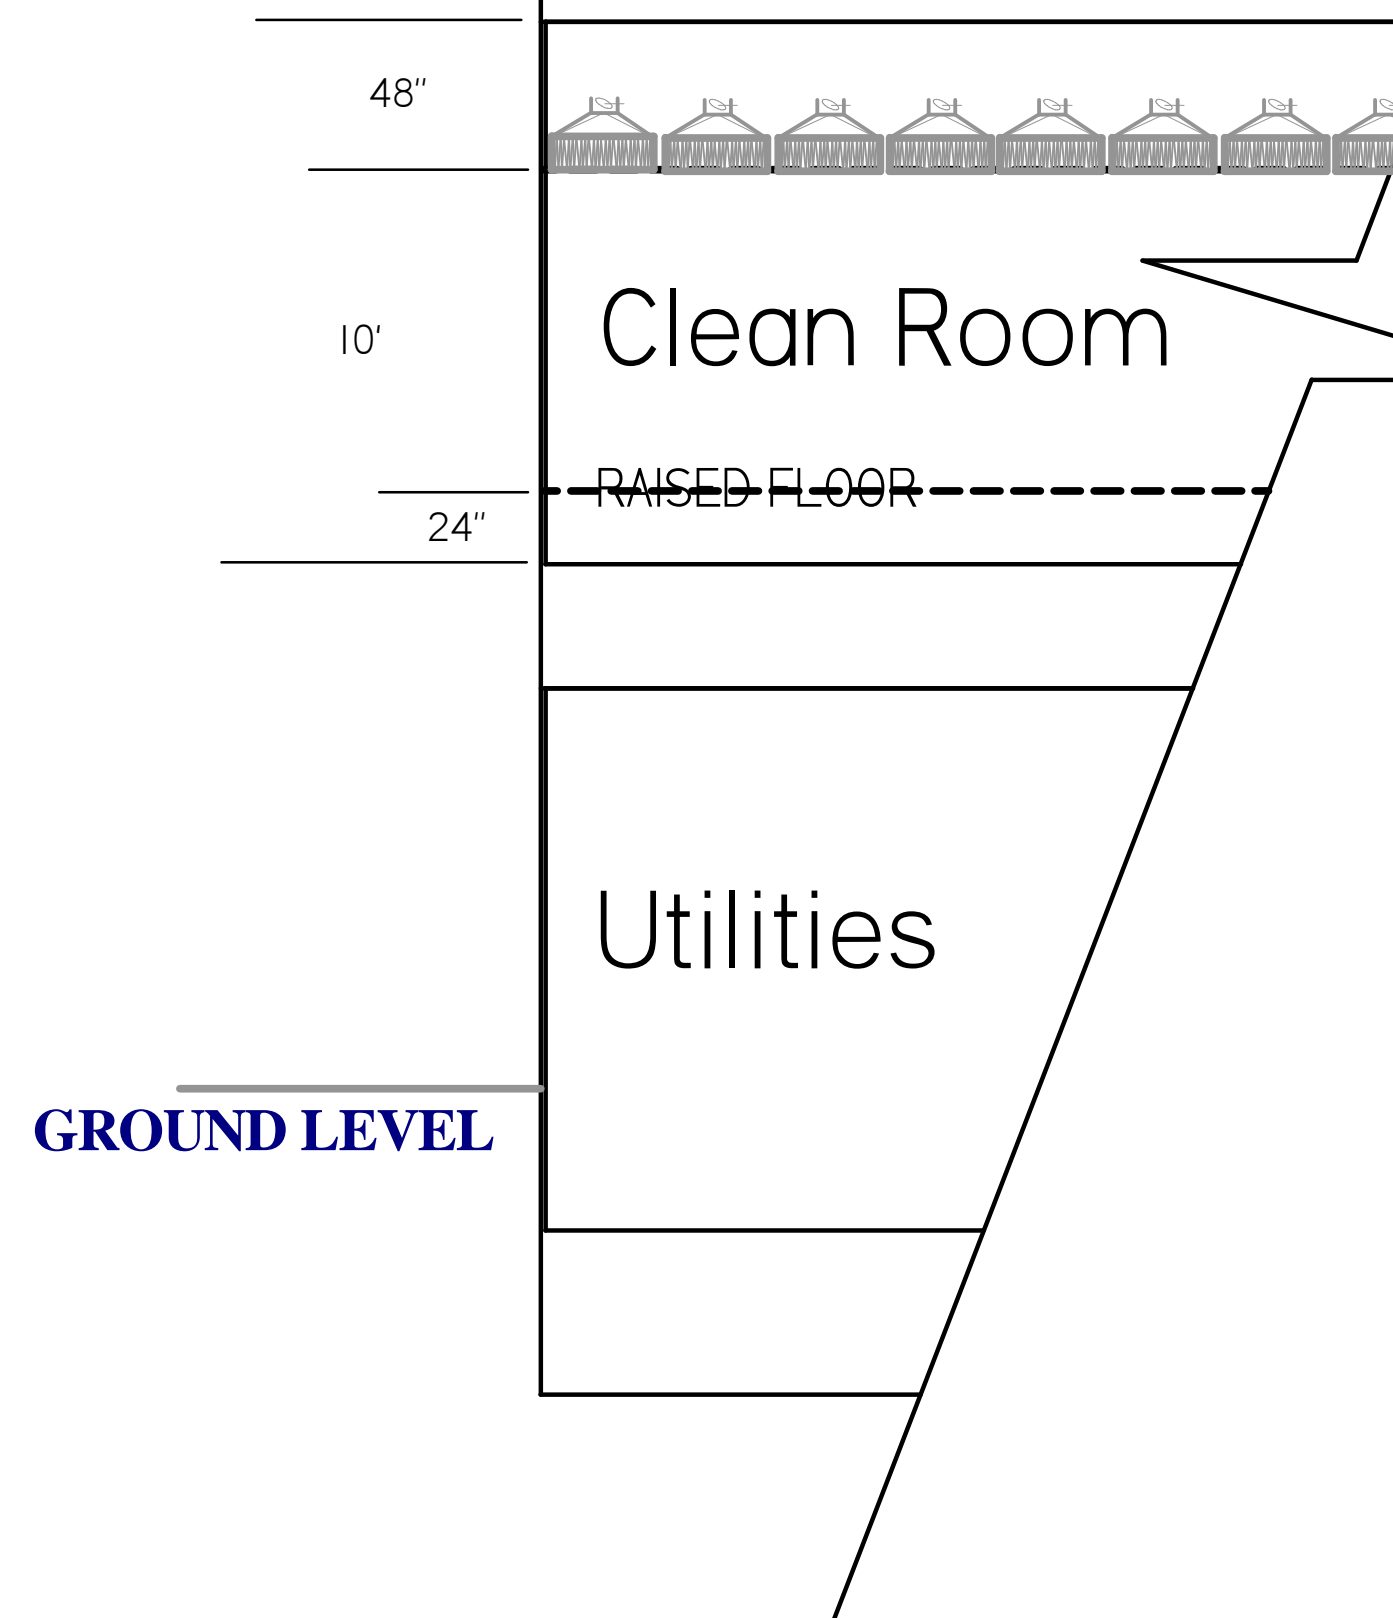 48"
10'
Clean Room
RAISED FLOOR
24"
Utilities
GROUND LEVEL